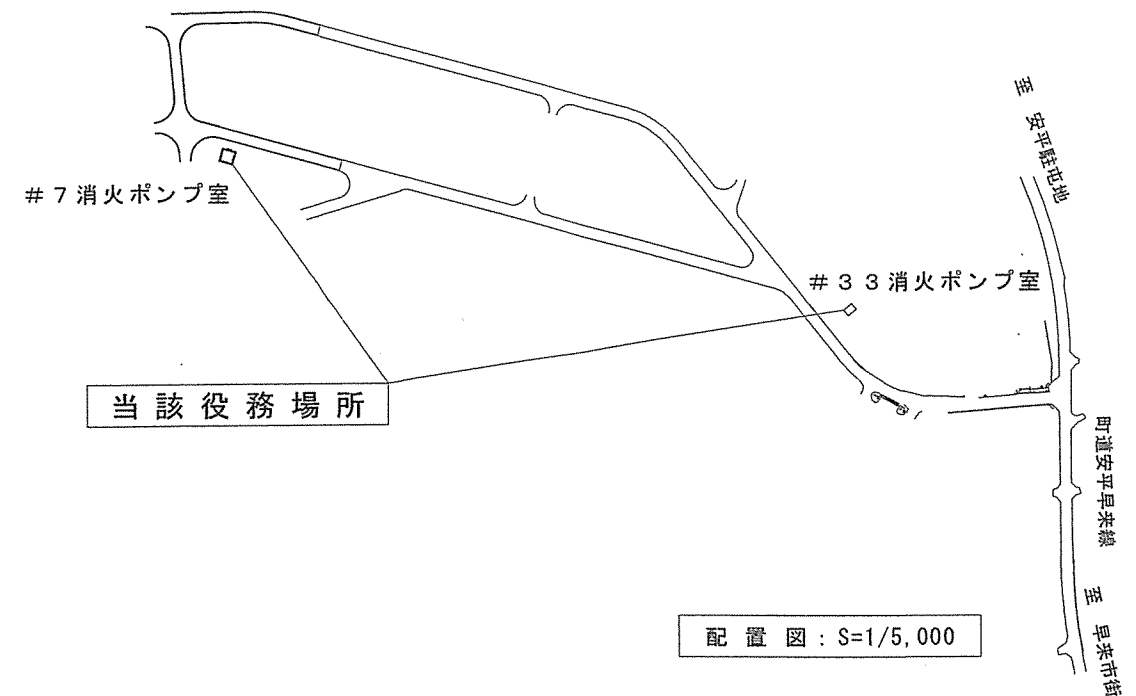 至 安平駐屯地
＃７消火ポンプ室
＃３３消火ポンプ室
当該役務場所
町道安平早来線
至 早来市街
配置図：S=1/5,000